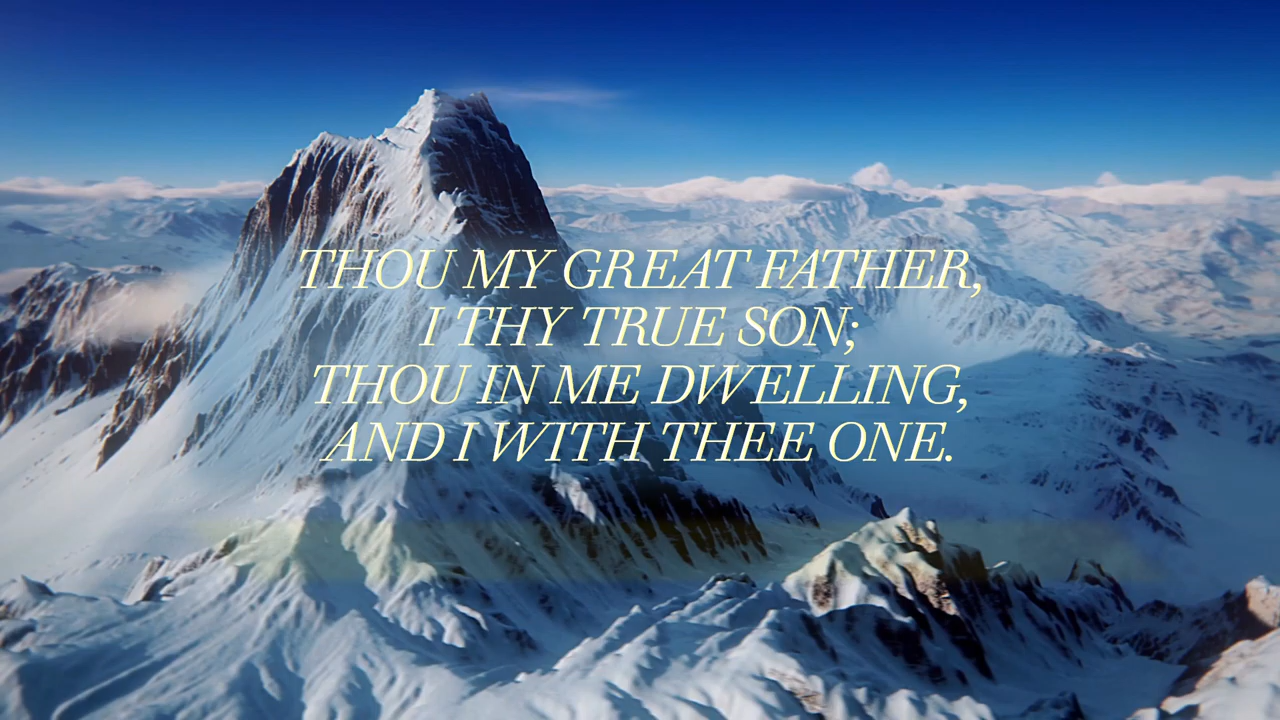 THOU MY GREAT FATHER,
I THY TRUE SON;
THOU IN ME DWELLING,
AND I WITH THEE ONE.